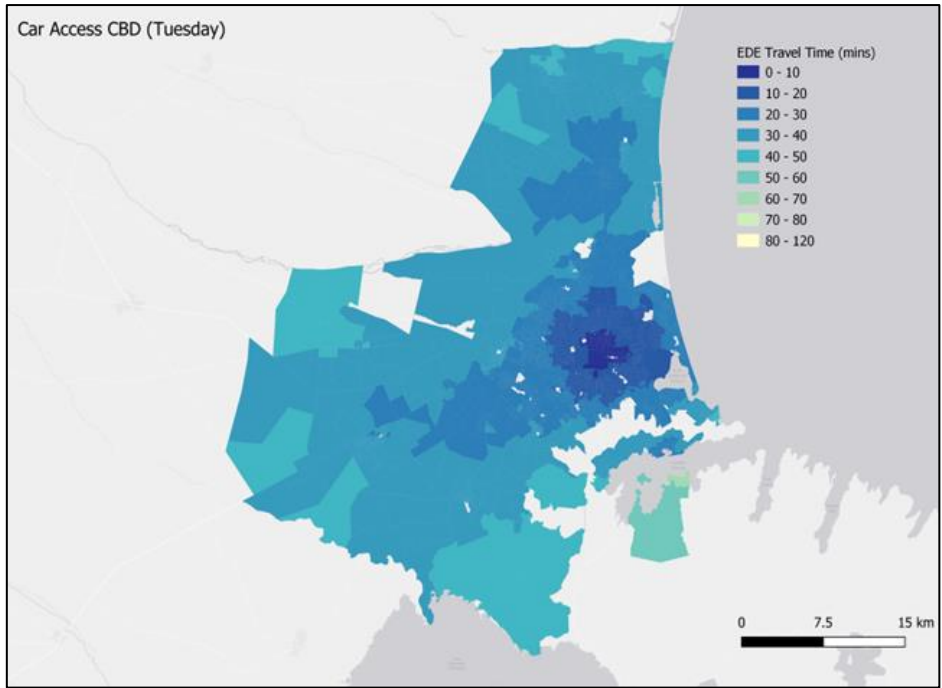 Car Access CBD (Tuesday)
EDE Travel Time (mins)
0 - 10
10 - 20
20 - 30
30 - 40
40 - 50
50 - 60
60 - 70
70 - 80
80 - 120
0 7.5 15 km